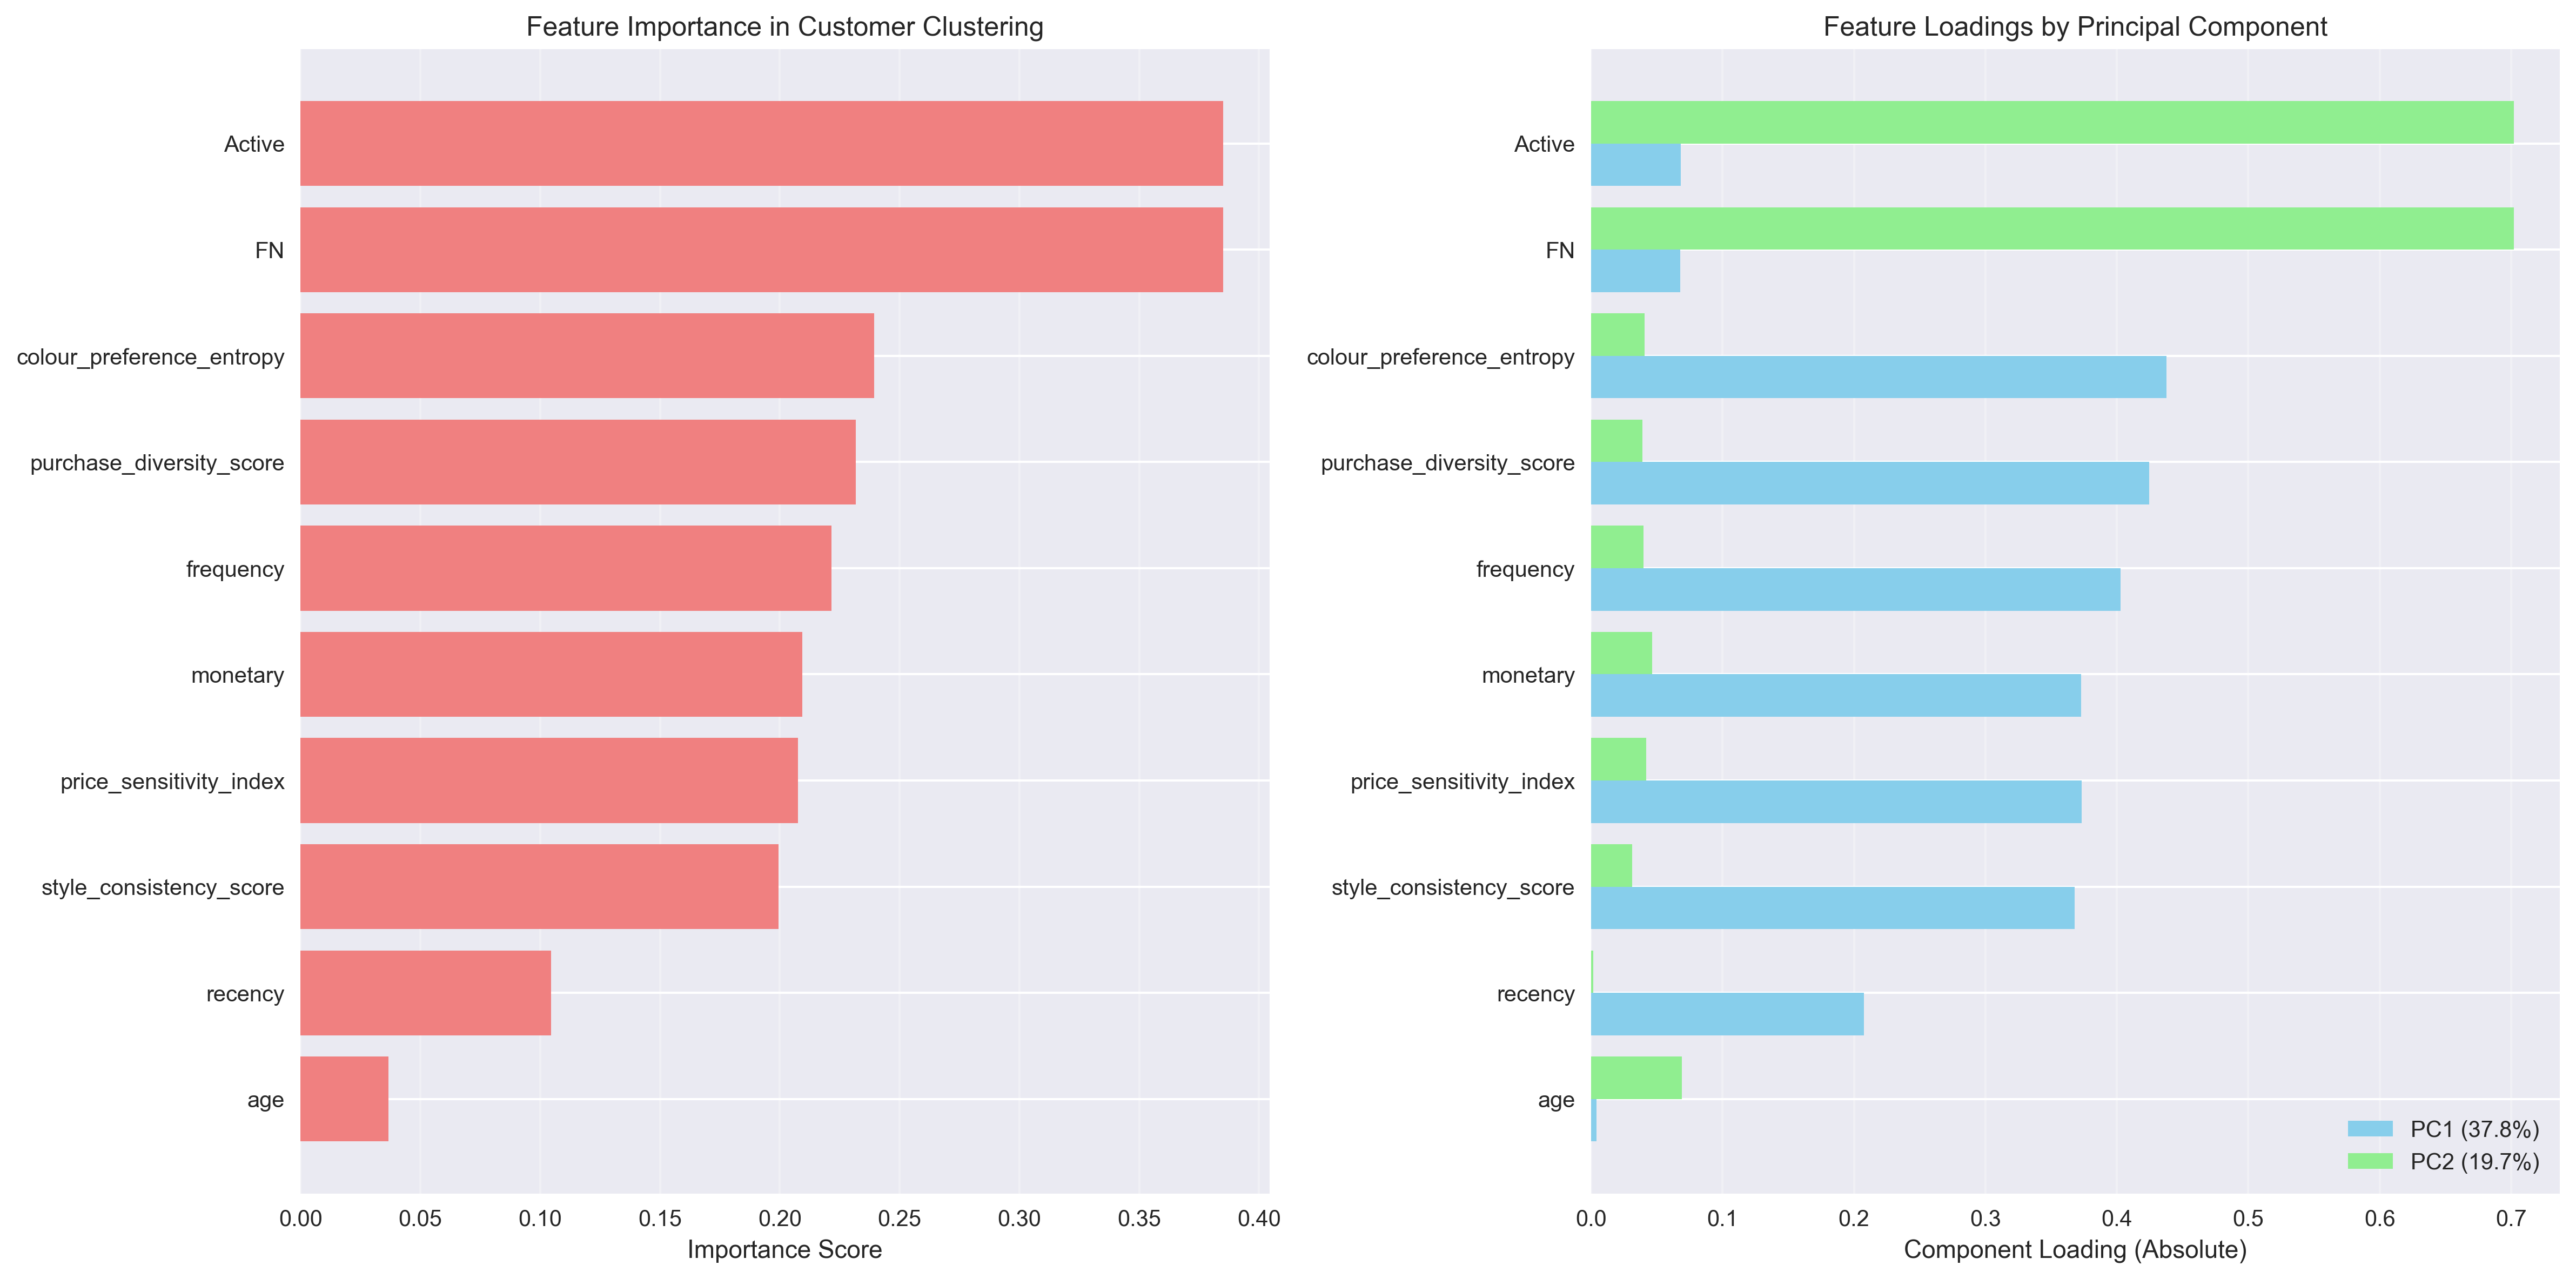 Feature Importance in Customer Clustering
Active
FN
colour_preference_entropy
purchase_diversity_score
frequency
monetary
price_sensitivity_index
style_consistency_score
recency
age
0.00 0.05 0.10 0.15 0.20 0.25 0.30 0.35 0.40
Importance Score
Feature Loadings by Principal Component
Active
FN
colour_preference_entropy
purchase_diversity_score
frequency
monetary
price_sensitivity_index
style_consistency_score
recency
age
PC1 (37.8%)
PC2 (19.7%)
0.0 0.1 0.2 0.3 0.4 0.5 0.6 0.7
Component Loading (Absolute)